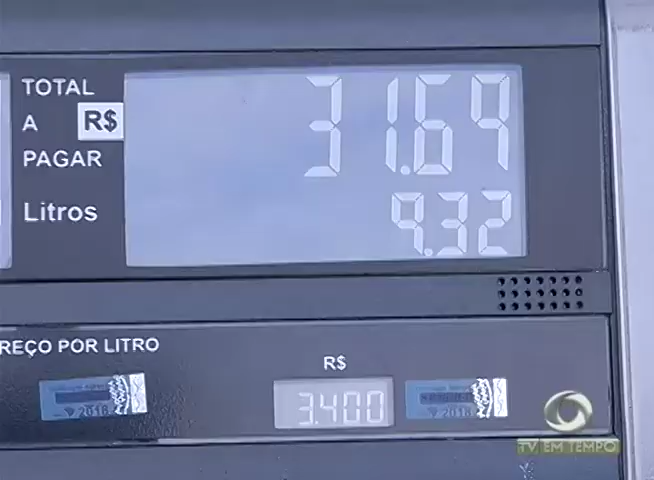 TOTAL
A R$
PAGAR
31.69
Litros
9.32
REÇO POR LITRO
R$
3.400
2018
2018
TV EM TEMPO